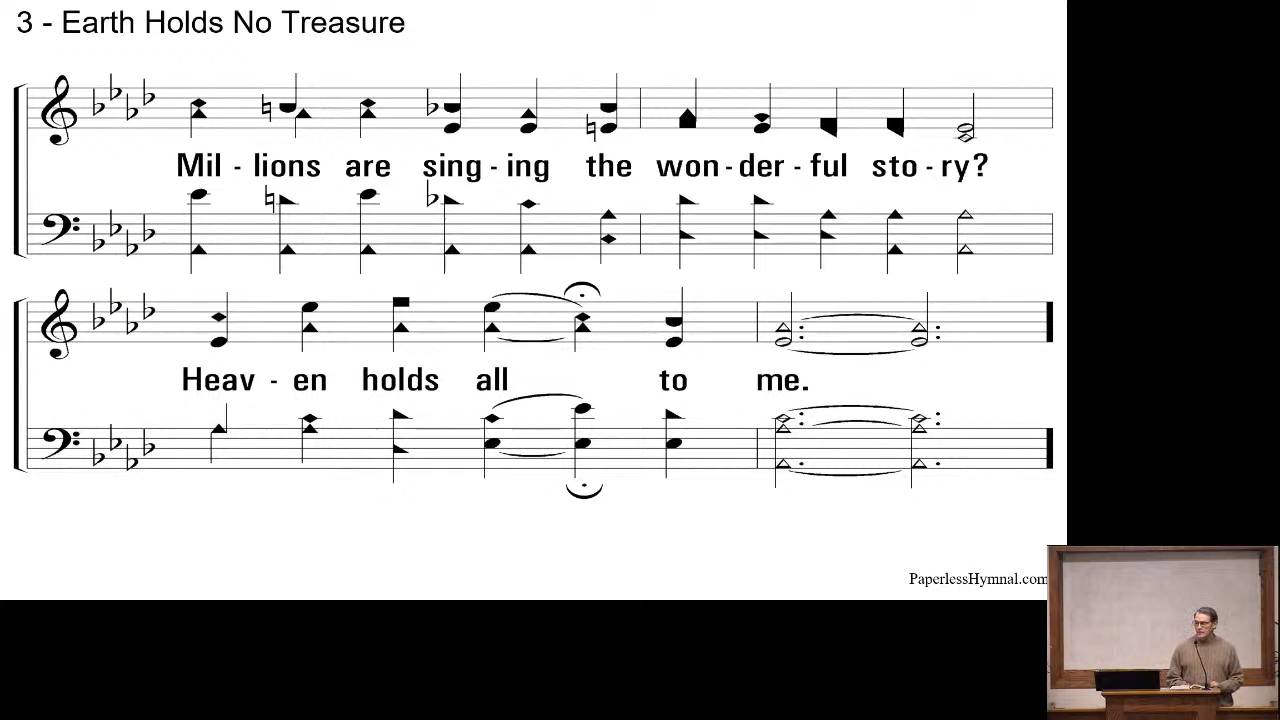 3 - Earth Holds No Treasure
Mil - lions are sing - ing the won - der - ful sto - ry?
Heav - en holds all to me.
PaperlessHymnal.com